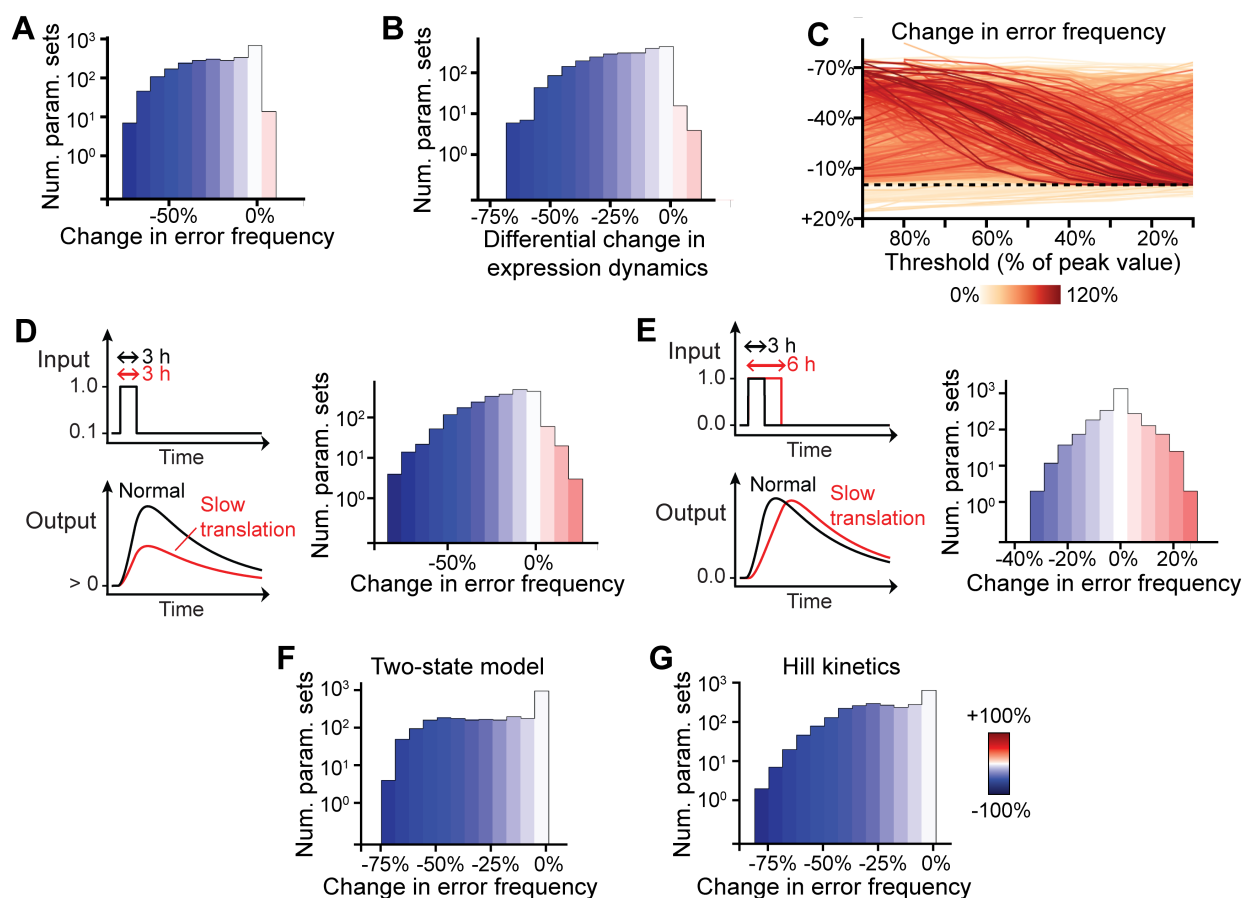 A
Num. param. sets
10³
10²
10¹
10⁰
-50%
0%
Change in error frequency
B
Num. param. sets
10²
10¹
10⁰
-75%
-50%
-25%
0%
Differential change in
expression dynamics
C
Change in error frequency
-70%
-40%
-10%
+20%
80%
60%
40%
20%
Threshold (% of peak value)
0%
120%
D
Input
3 h
3 h
1.0
0.1
Time
Output
Normal
Slow
translation
> 0
Time
Num. param. sets
10²
10¹
10⁰
-50%
0%
Change in error frequency
E
Input
3 h
6 h
1.0
0.0
Time
Output
Normal
Slow
translation
0.0
Time
Num. param. sets
10³
10²
10¹
10⁰
-40%
-20%
0%
20%
Change in error frequency
F
Two-state model
Num. param. sets
10³
10²
10¹
10⁰
-75%
-50%
-25%
0%
Change in error frequency
G
Hill kinetics
Num. param. sets
10³
10²
10¹
10⁰
-75%
-50%
-25%
0%
Change in error frequency
+100%
-100%